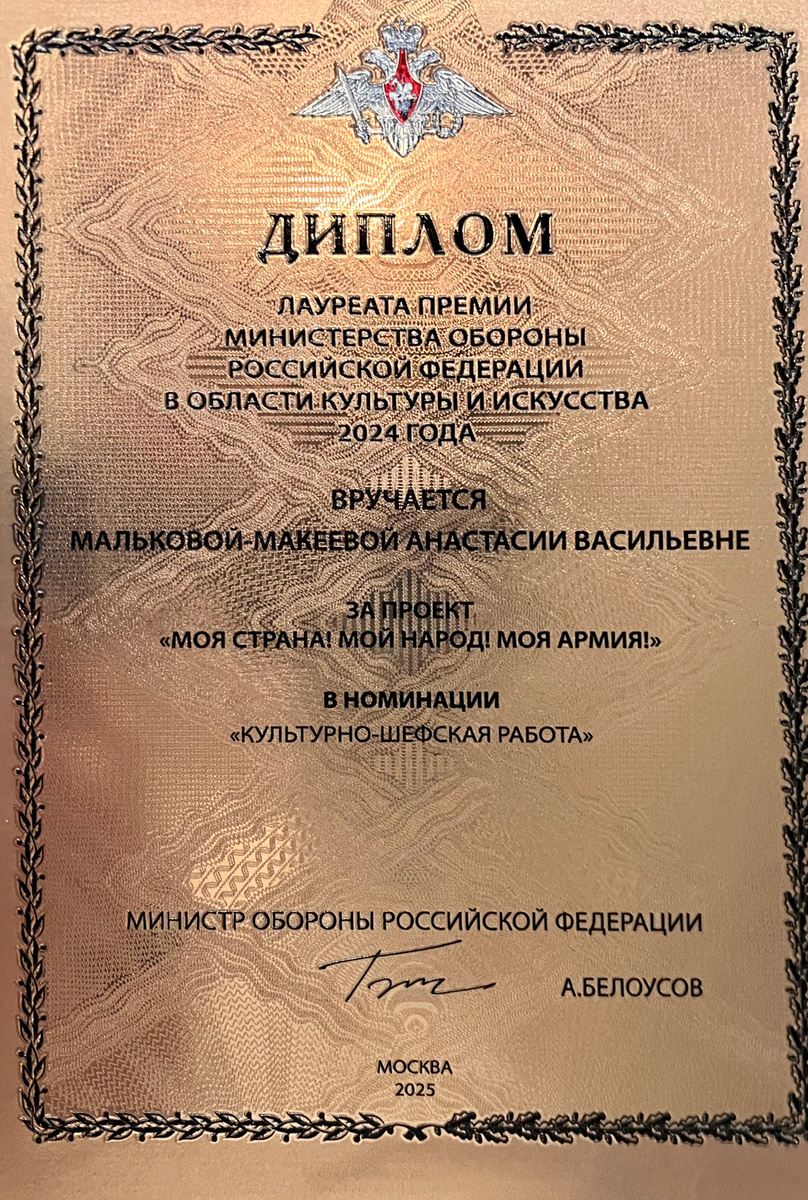 ДИПЛОМ
ЛАУРЕАТА ПРЕМИИ
МИНИСТЕРСТВА ОБОРОНЫ
РОССИЙСКОЙ ФЕДЕРАЦИИ
В ОБЛАСТИ КУЛЬТУРЫ И ИСКУССТВА
2024 ГОДА
ВРУЧАЕТСЯ
МАЛЬКОВОЙ-МАКЕЕВОЙ АНАСТАСИИ ВАСИЛЬЕВНЕ
ЗА ПРОЕКТ
«МОЯ СТРАНА! МОЙ НАРОД! МОЯ АРМИЯ!»
В НОМИНАЦИИ
«КУЛЬТУРНО-ШЕФСКАЯ РАБОТА»
МИНИСТР ОБОРОНЫ РОССИЙСКОЙ ФЕДЕРАЦИИ
А.БЕЛОУСОВ
МОСКВА
2025